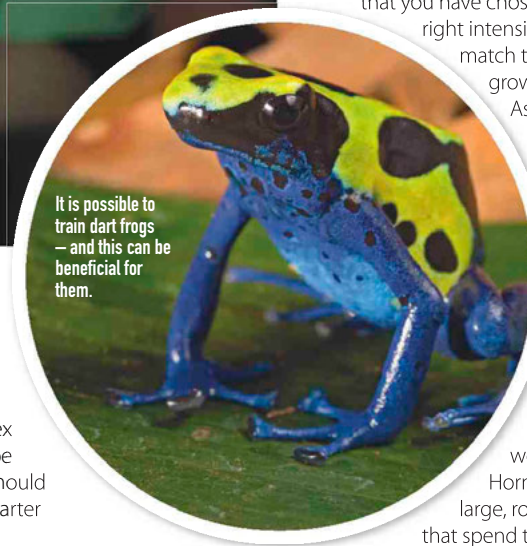 that you have chos
right intensi
match t
grow
As
It is possible to
train dart frogs
– and this can be
beneficial for
them.
ex
hould
arter
Horn
large, ro
that spend t